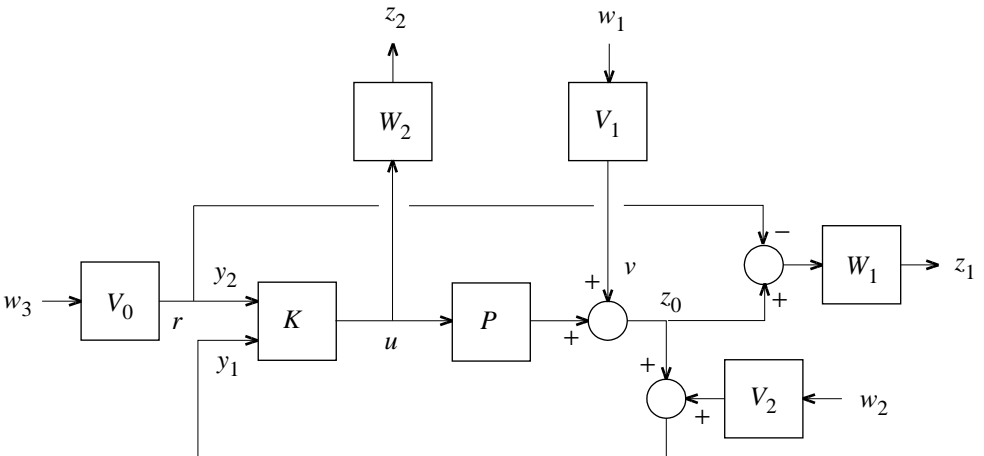 z2
w1
W2
V1
−
W1
z1
y2
+
v
w3
V0
z0
+
r
K
P
u
+
y1
+
V2
w2
+